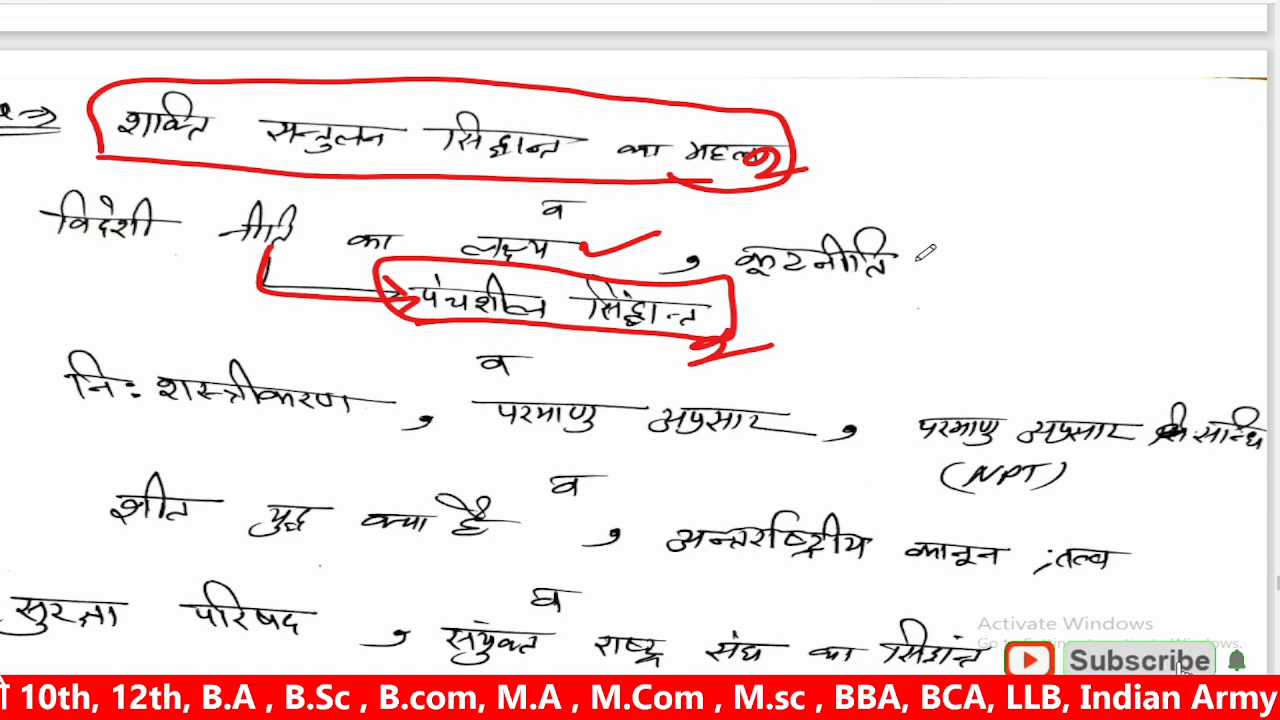 शक्ति सन्तुलन सिद्धान्त का महत्व
व
विदेशी नीति का लक्ष्य , कूटनीति
पंचशील सिद्धान्त
व
नि: शस्त्रीकरण , परमाणु अप्रसार , परमाणु अप्रसार सन्धि
(NPT)
व
शीत युद्ध क्या है , अन्तर्राष्ट्रीय कानून , तत्व
घ
सुरक्षा परिषद , संयुक्त राष्ट्र संघ का सिद्धांत
Activate Windows
Subscribe
10th, 12th, B.A , B.Sc , B.com, M.A , M.Com , M.sc , BBA, BCA, LLB, Indian Army